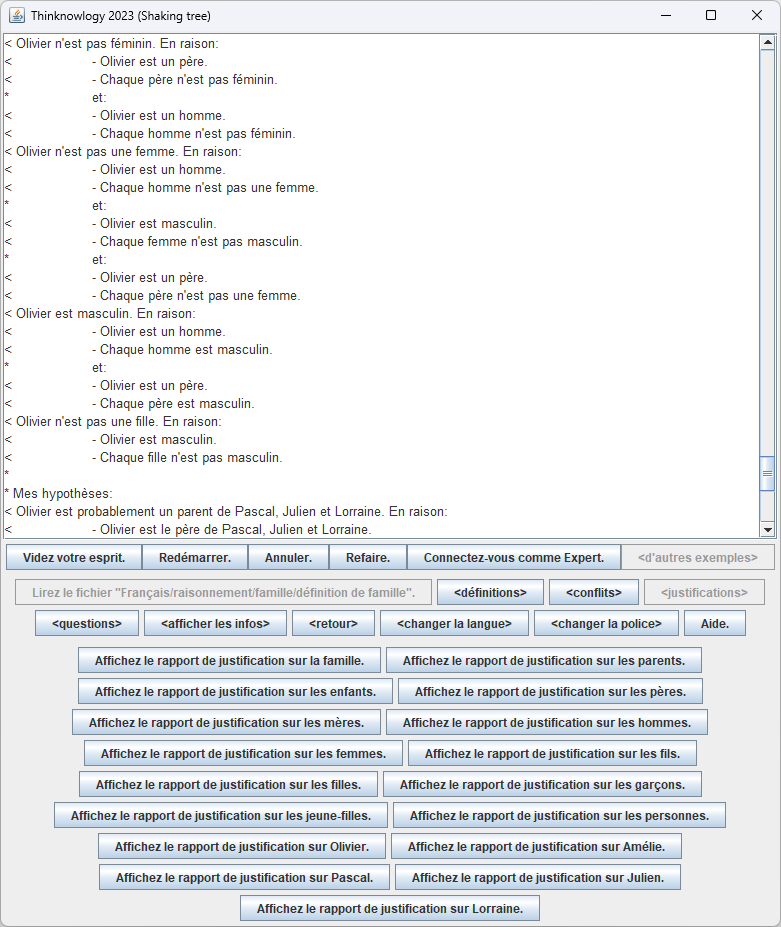 Thinknowlogy 2023 (Shaking tree)
< Olivier n'est pas féminin. En raison:
< - Olivier est un père.
< - Chaque père n'est pas féminin.
* et:
< - Olivier est un homme.
< - Chaque homme n'est pas féminin.
< Olivier n'est pas une femme. En raison:
< - Olivier est un homme.
< - Chaque homme n'est pas une femme.
* et:
< - Olivier est masculin.
< - Chaque femme n'est pas masculin.
* et:
< - Olivier est un père.
< - Chaque père n'est pas une femme.
< Olivier est masculin. En raison:
< - Olivier est un homme.
< - Chaque homme est masculin.
* et:
< - Olivier est un père.
< - Chaque père est masculin.
< Olivier n'est pas une fille. En raison:
< - Olivier est masculin.
< - Chaque fille n'est pas masculin.
*
* Mes hypothèses:
< Olivier est probablement un parent de Pascal, Julien et Lorraine. En raison:
< - Olivier est le père de Pascal, Julien et Lorraine.
Videz votre esprit. Redémarrer. Annuler. Refaire. Connectez-vous comme Expert. <d'autres exemples>
Lirez le fichier "Français/raisonnement/famille/définition de famille". <définitions> <conflits> <justifications>
<questions> <afficher les infos> <retour> <changer la langue> <changer la police> Aide.
Affichez le rapport de justification sur la famille. Affichez le rapport de justification sur les parents.
Affichez le rapport de justification sur les enfants. Affichez le rapport de justification sur les pères.
Affichez le rapport de justification sur les mères. Affichez le rapport de justification sur les hommes.
Affichez le rapport de justification sur les femmes. Affichez le rapport de justification sur les fils.
Affichez le rapport de justification sur les filles. Affichez le rapport de justification sur les garçons.
Affichez le rapport de justification sur les jeune-filles. Affichez le rapport de justification sur les personnes.
Affichez le rapport de justification sur Olivier. Affichez le rapport de justification sur Amélie.
Affichez le rapport de justification sur Pascal. Affichez le rapport de justification sur Julien.
Affichez le rapport de justification sur Lorraine.